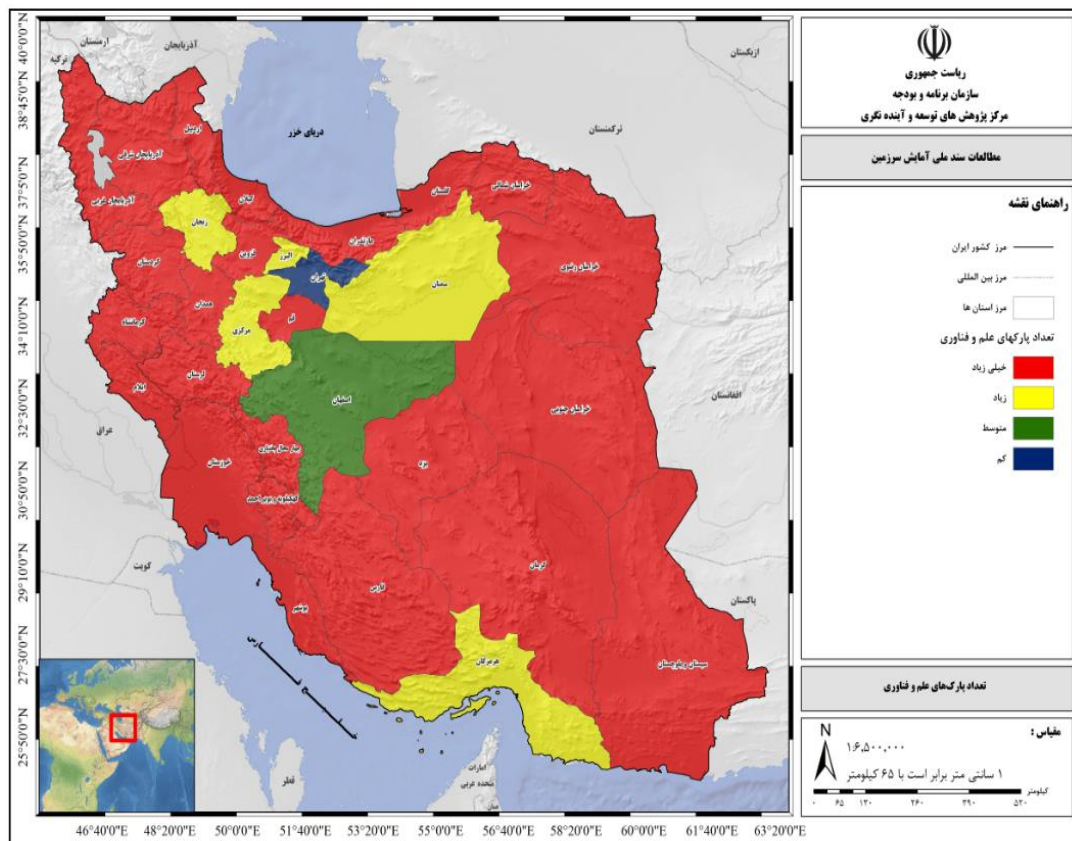 ریاست جمهوری
سازمان برنامه و بودجه
مرکز پژوهش های توسعه و آینده نگری
مطالعات سند ملی آمایش سرزمین
راهنمای نقشه
مرز کشور ایران
مرز بین المللی
مرز استان ها
تعداد پارکهای علم و فناوری
خیلی زیاد
زیاد
متوسط
کم
تعداد پارک‌های علم و فناوری
مقیاس :
N
۱:۶,۵۰۰,۰۰۰
۱ سانتی متر برابر است با ۶۵ کیلومتر
کیلومتر
۰ ۶۵ ۱۳۰ ۲۶۰ ۳۹۰ ۵۲۰
ارمنستان
آذربایجان
ترکیه
ازبکستان
ترکمنستان
دریای خزر
افغانستان
پاکستان
عراق
کویت
قطر
امارات
متحده عربی
عمان
اردبیل
آذربایجان شرقی
آذربایجان غربی
گیلان
زنجان
کردستان
قزوین
البرز
تهران
مازندران
گلستان
خراسان شمالی
خراسان رضوی
سمنان
همدان
کرمانشاه
مرکزی
قم
لرستان
ایلام
اصفهان
خراسان جنوبی
خوزستان
چهار محال بختیاری
یزد
کهگیلویه و بویر احمد
کرمان
فارس
بوشهر
هرمزگان
سیستان و بلوچستان
40°0'0"N
38°45'0"N
37°5'0"N
35°50'0"N
34°10'0"N
32°30'0"N
30°50'0"N
29°10'0"N
27°30'0"N
25°50'0"N
46°40'0"E 48°20'0"E 50°0'0"E 51°40'0"E 53°20'0"E 55°0'0"E 56°40'0"E 58°20'0"E 60°0'0"E 61°40'0"E 63°20'0"E